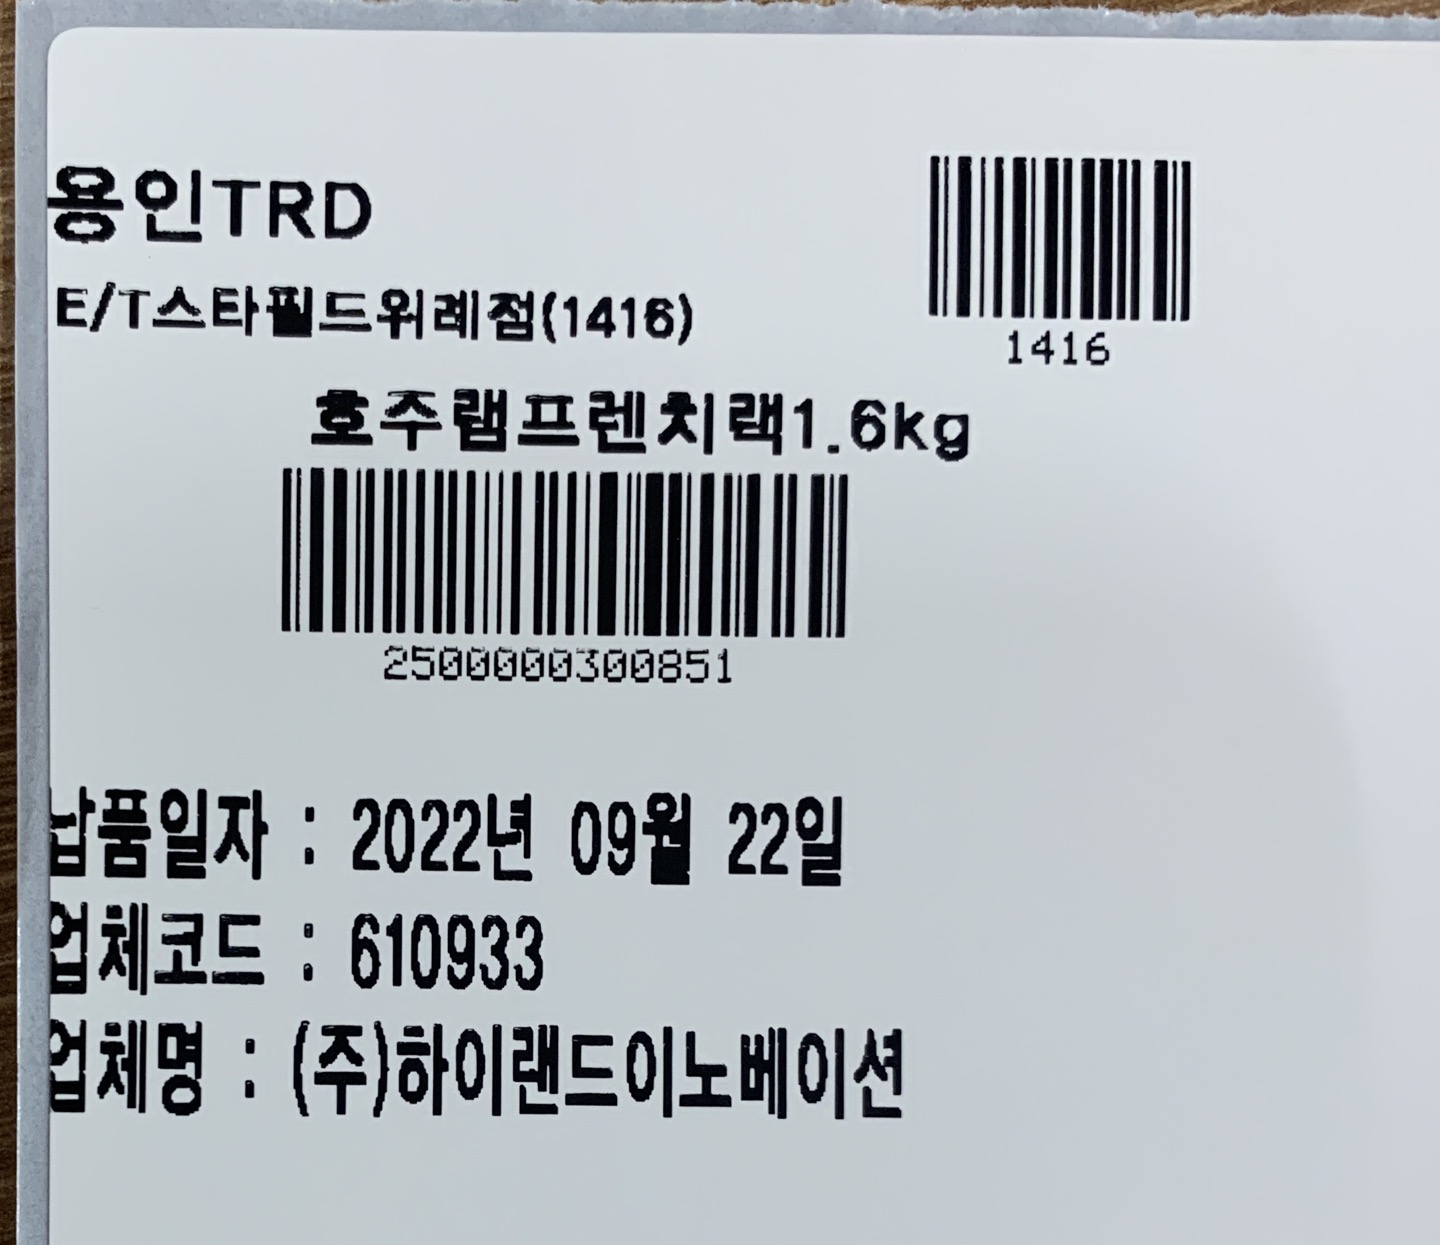 용인TRD
E/T스타필드위례점(1416)
1416
호주램프렌치랙1.6kg
2500000300851
납품일자 : 2022년 09월 22일
업체코드 : 610933
업체명 : (주)하이랜드이노베이션